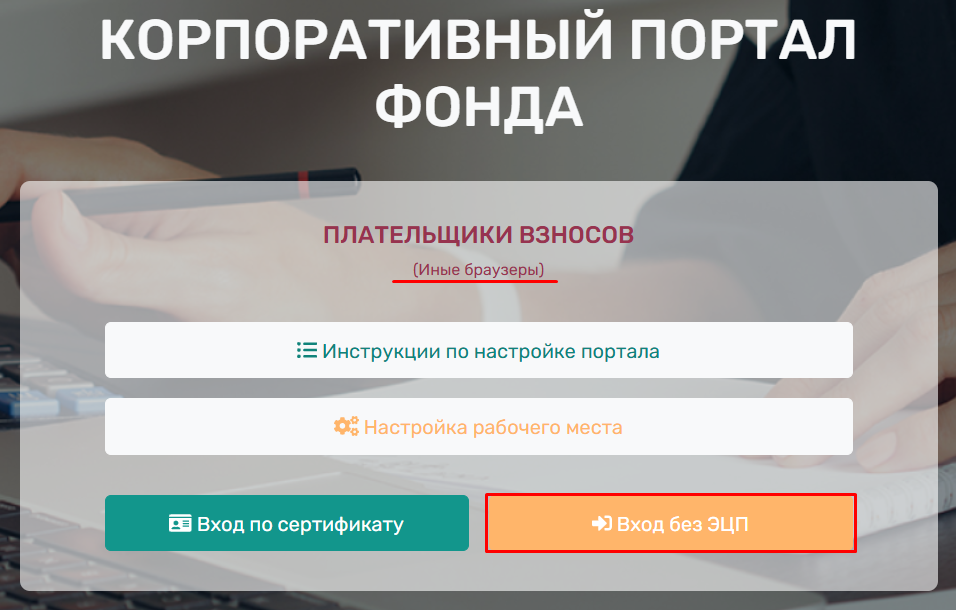 КОРПОРАТИВНЫЙ ПОРТАЛ
ФОНДА
ПЛАТЕЛЬЩИКИ ВЗНОСОВ
(Иные браузеры)
Инструкции по настройке портала
Настройка рабочего места
Вход по сертификату
Вход без ЭЦП